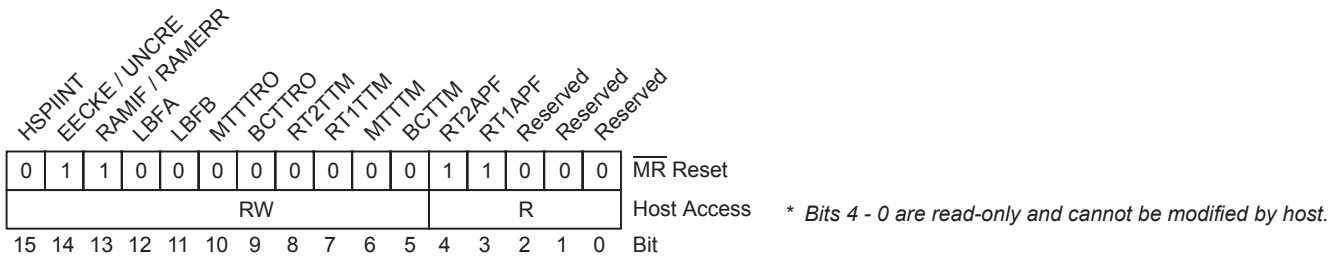 HSPIINT EECKE / UNCRE RAMIF / RAMERR LBFA LBFB MTTTRO BCTTRO RT2TTM RT1TTM MTTTM BCTTM RT2APF RT1APF Reserved Reserved Reserved
0 1 1 0 0 0 0 0 0 0 0 1 1 0 0 0 MR Reset
RW R Host Access * Bits 4 - 0 are read-only and cannot be modified by host.
15 14 13 12 11 10 9 8 7 6 5 4 3 2 1 0 Bit